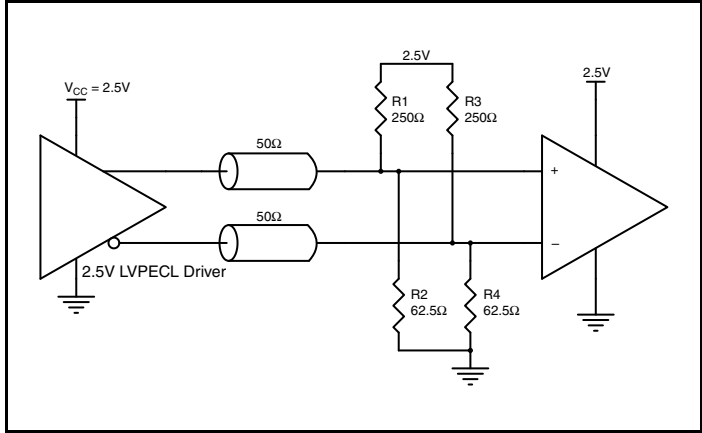 2.5V
2.5V
V_CC = 2.5V
R1
250Ω
R3
250Ω
50Ω
+
50Ω
–
2.5V LVPECL Driver
R2
62.5Ω
R4
62.5Ω